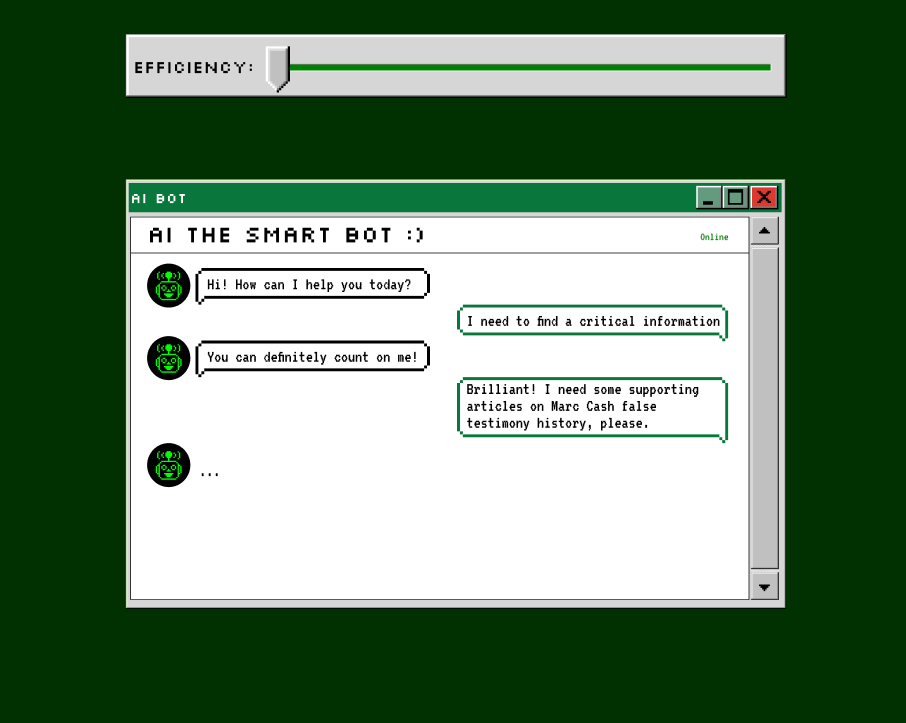 EFFICIENCY:
AI BOT
AI THE SMART BOT :)
Online
Hi! How can I help you today?
I need to find a critical information
You can definitely count on me!
Brilliant! I need some supporting
articles on Marc Cash false
testimony history, please.
...